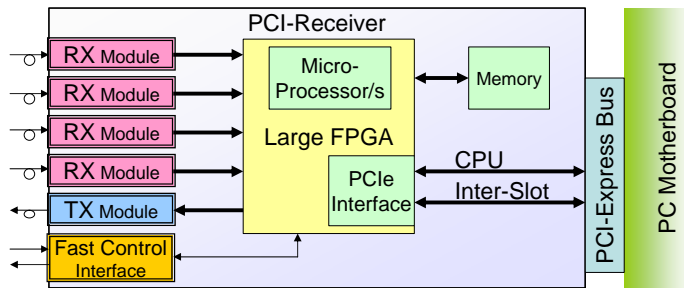 PCI-Receiver
RX Module
RX Module
RX Module
RX Module
TX Module
Fast Control
Interface
Micro-
Processor/s
Large FPGA
PCIe
Interface
Memory
CPU
Inter-Slot
PCI-Express Bus
PC Motherboard